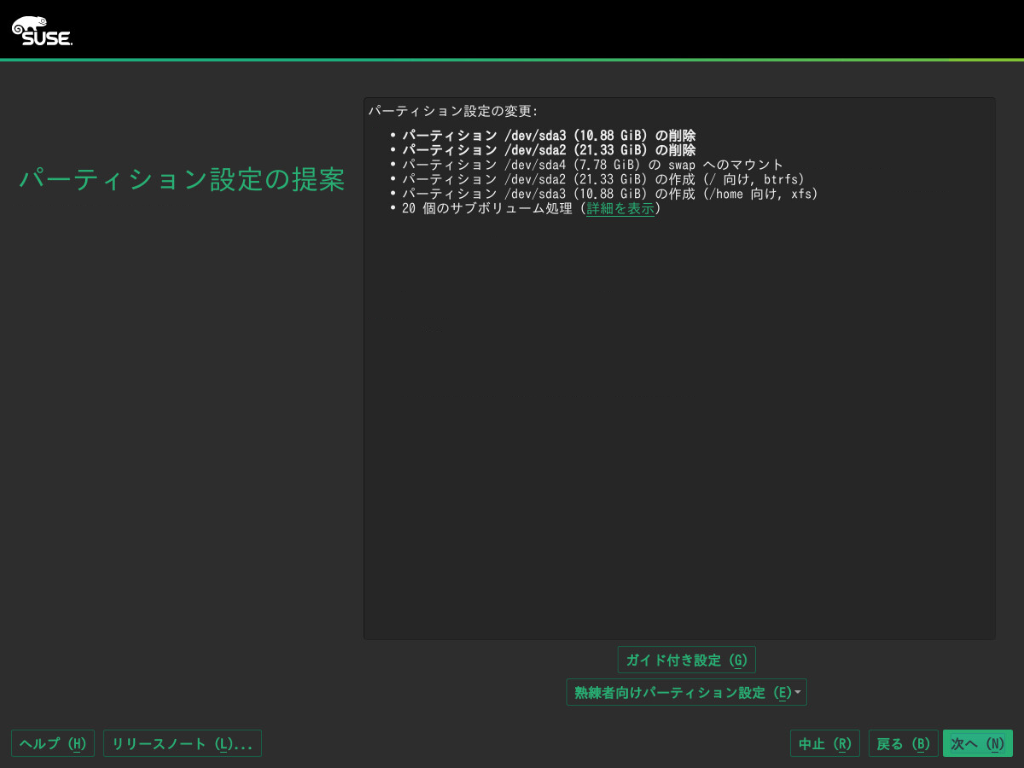 SUSE.
パーティション設定の提案
パーティション設定の変更:
• パーティション /dev/sda3 (10.88 GiB) の削除
• パーティション /dev/sda2 (21.33 GiB) の削除
• パーティション /dev/sda4 (7.78 GiB) の swap へのマウント
• パーティション /dev/sda2 (21.33 GiB) の作成 (/ 向け, btrfs)
• パーティション /dev/sda3 (10.88 GiB) の作成 (/home 向け, xfs)
• 20 個のサブボリューム処理 (詳細を表示)
ガイド付き設定 (G)
熟練者向けパーティション設定 (E)
ヘルプ (H) リリースノート (L)... 中止 (R) 戻る (B) 次へ (N)